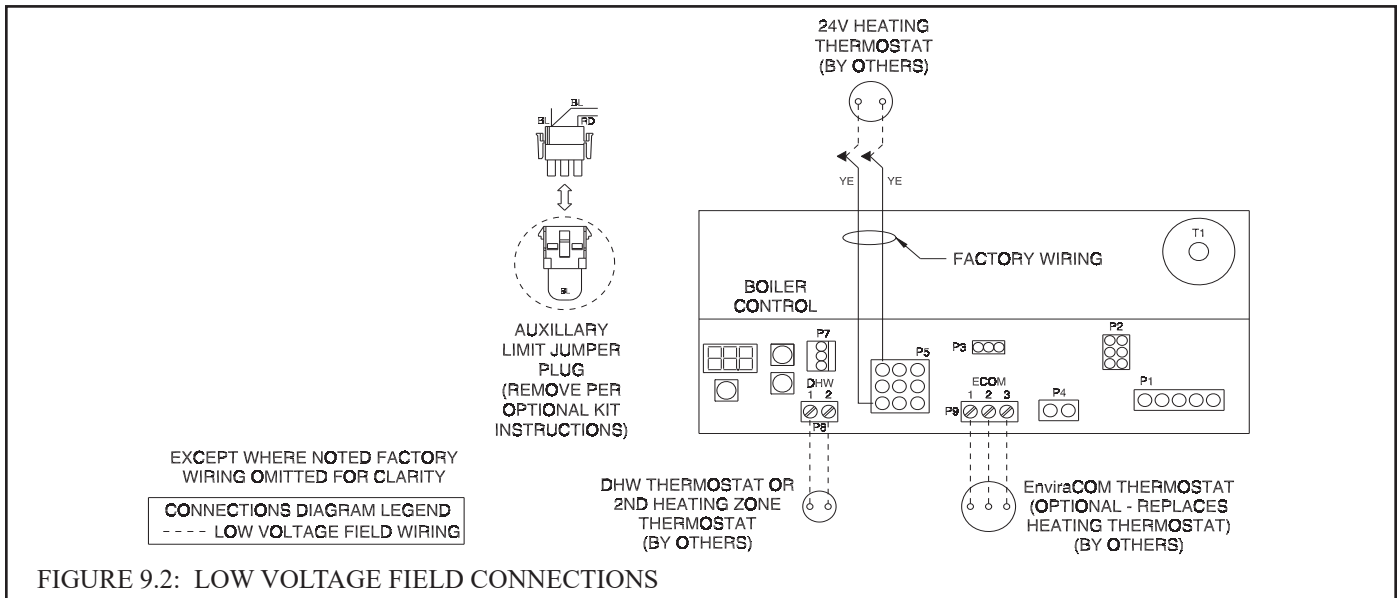 24V HEATING
THERMOSTAT
(BY OTHERS)
BL
BL
RD
YE
YE
T1
FACTORY WIRING
BOILER
CONTROL
BL
AUXILLARY
LIMIT JUMPER
PLUG
(REMOVE PER
OPTIONAL KIT
INSTRUCTIONS)
P7
P5
P3
P2
DHW
1 2
P8
ECOM
1 2 3
P9
P4
P1
EXCEPT WHERE NOTED FACTORY
WIRING OMITTED FOR CLARITY
CONNECTIONS DIAGRAM LEGEND
---- LOW VOLTAGE FIELD WIRING
DHW THERMOSTAT OR
2ND HEATING ZONE
THERMOSTAT
(BY OTHERS)
EnviraCOM THERMOSTAT
(OPTIONAL - REPLACES
HEATING THERMOSTAT)
(BY OTHERS)
FIGURE 9.2: LOW VOLTAGE FIELD CONNECTIONS